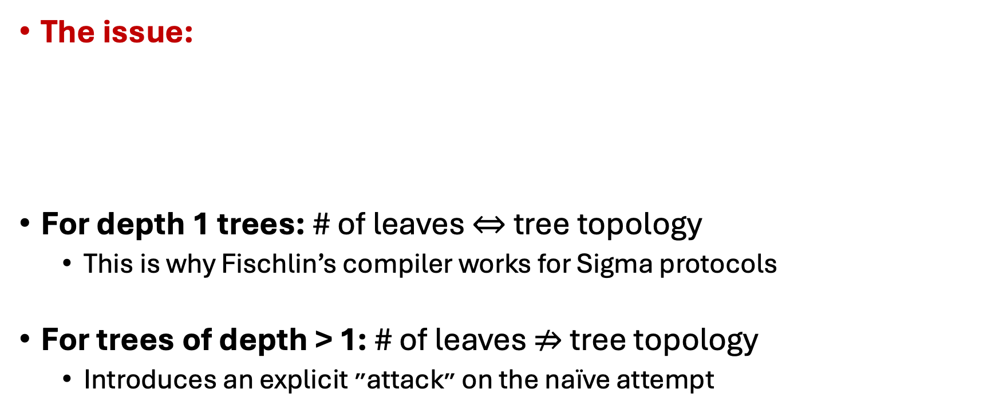 • The issue:
• For depth 1 trees: # of leaves ⇔ tree topology
• This is why Fischlin’s compiler works for Sigma protocols
• For trees of depth > 1: # of leaves ⇏ tree topology
• Introduces an explicit ”attack” on the naïve attempt